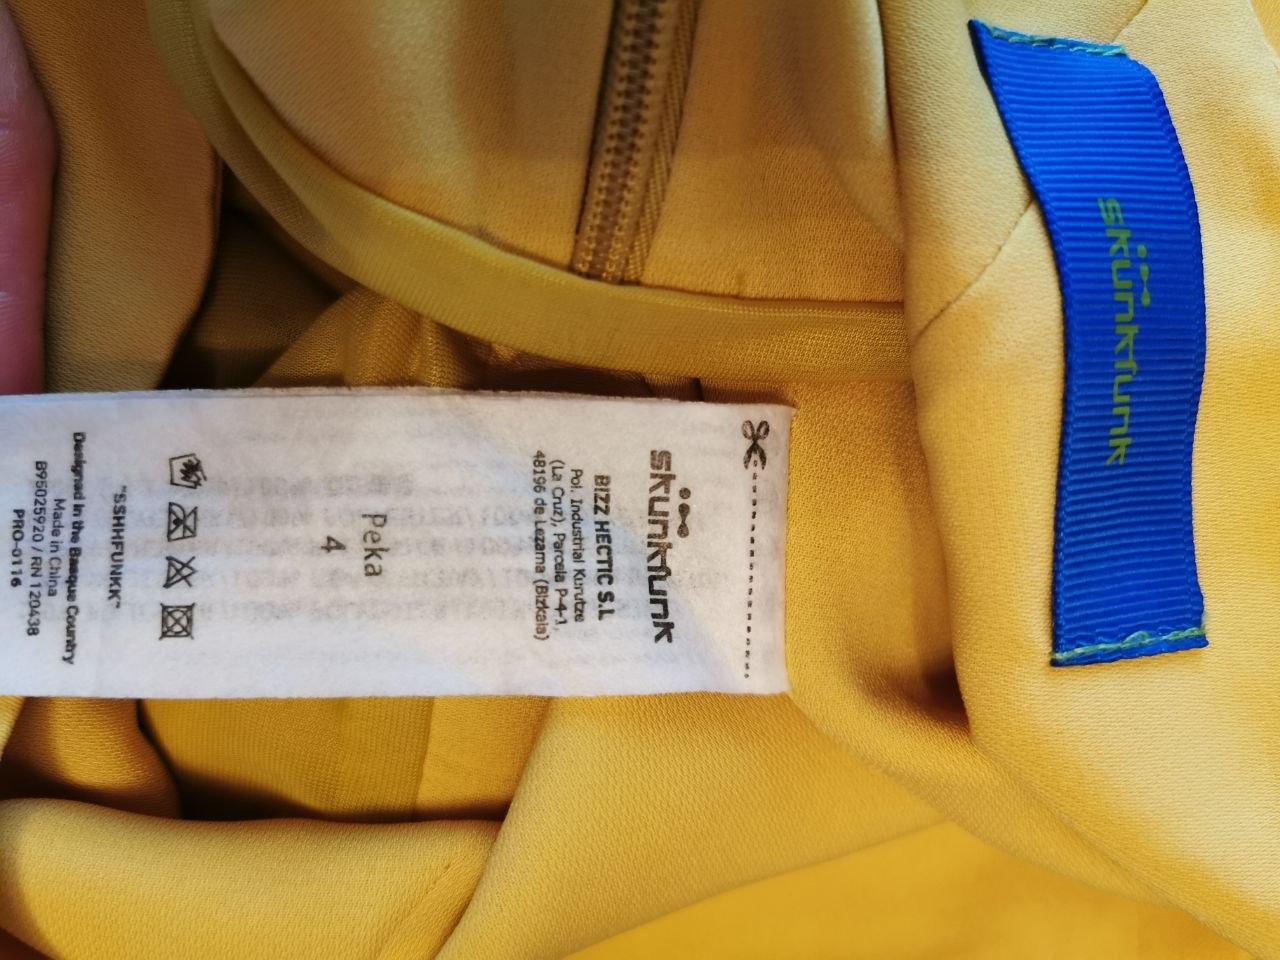 skunkfunk
BIZZ HECTIC S.L
Pol. Industrial Kurutze
(La Cruz), Parcela P-4-1,
48196 de Lezama (Bizkaia)
Peka
4
"SSHHFUNKK"
Designed in the Basque Country
Made in China
B95025920 / RN 120438
PRO-0116
skunkfunk